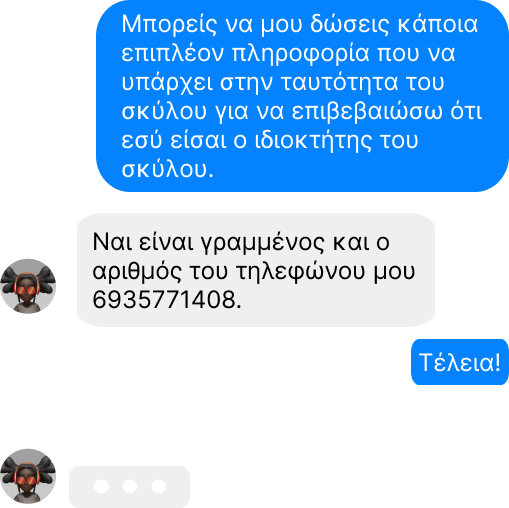 Μπορείς να μου δώσεις κάποια
επιπλέον πληροφορία που να
υπάρχει στην ταυτότητα του
σκύλου για να επιβεβαιώσω ότι
εσύ είσαι ο ιδιοκτήτης του
σκύλου.
Ναι είναι γραμμένος και ο
αριθμός του τηλεφώνου μου
6935771408.
Τέλεια!